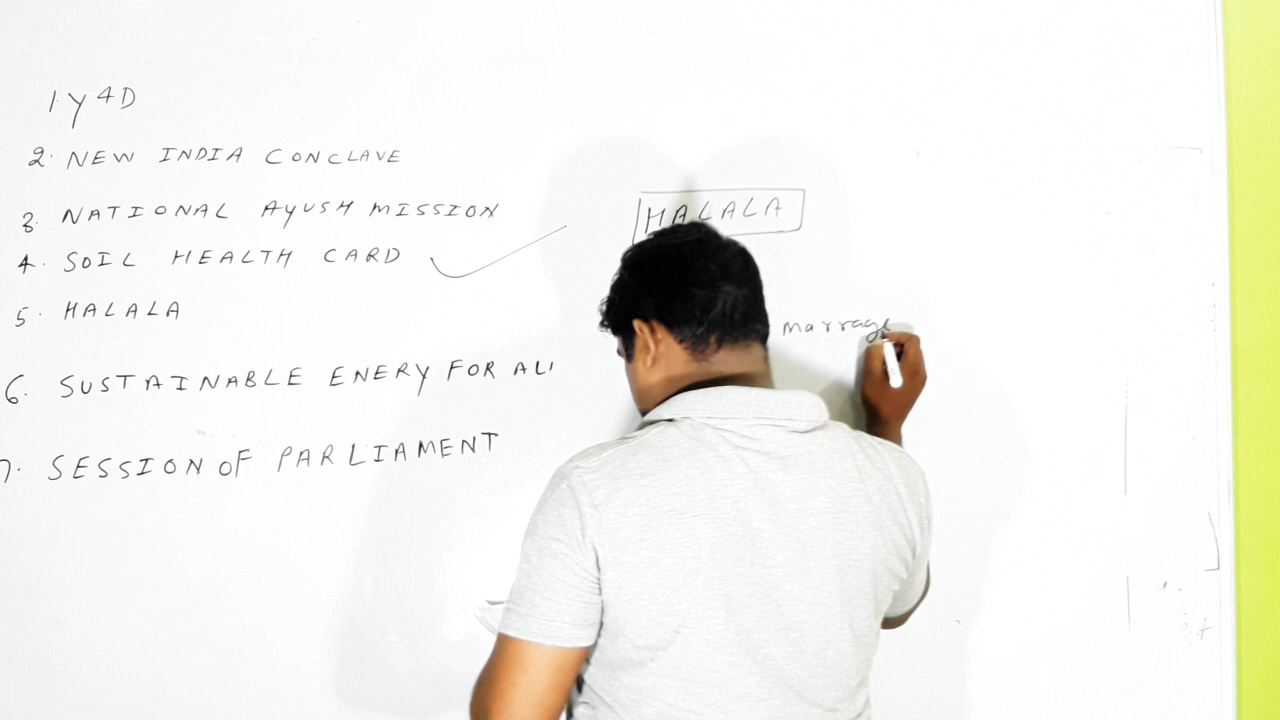 1. Y4D
2. NEW INDIA CONCLAVE
3. NATIONAL AYUSH MISSION
4. SOIL HEALTH CARD
5. HALALA
6. SUSTAINABLE ENERY FOR ALL
7. SESSION OF PARLIAMENT
HALALA
marrage